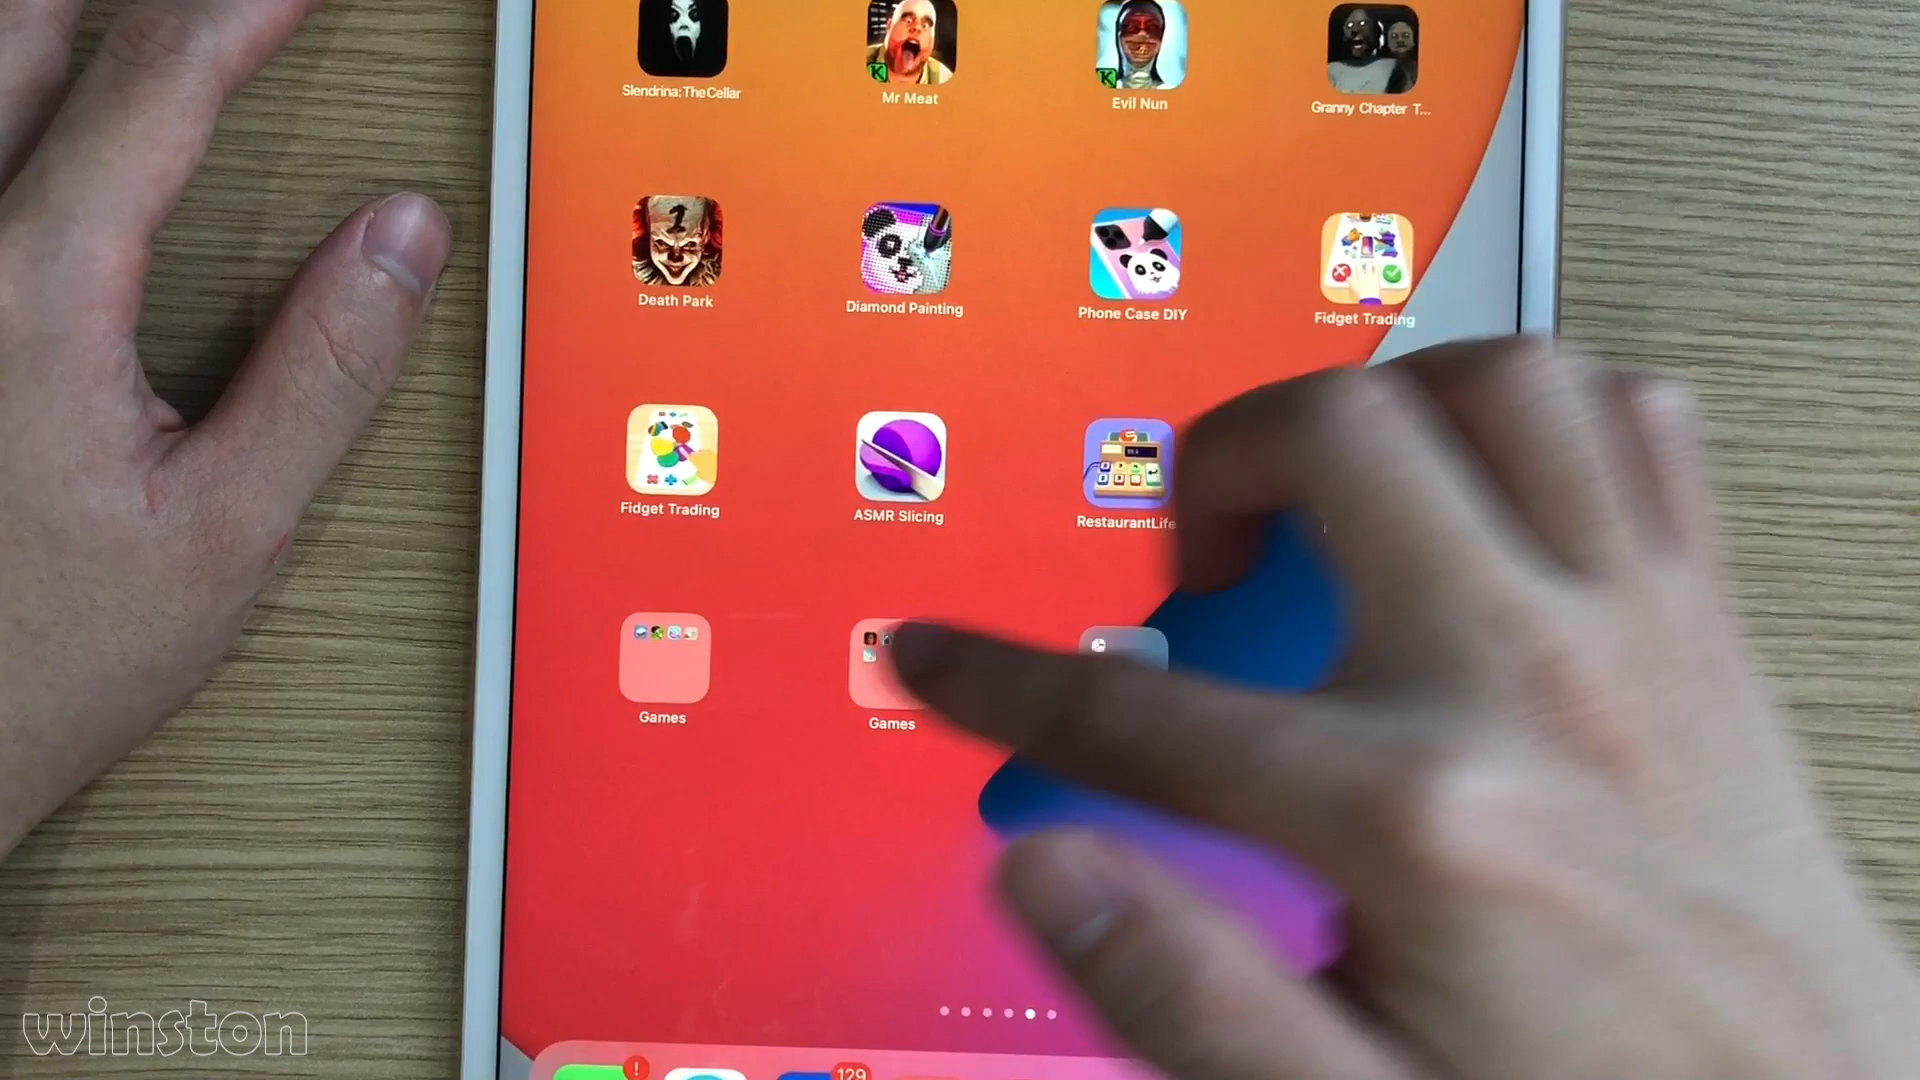 Slendrina:The Cellar
Mr Meat
Evil Nun
Granny Chapter T...
Death Park
Diamond Painting
Phone Case DIY
Fidget Trading
Fidget Trading
ASMR Slicing
RestaurantLife
Games
Games
winston
!
129